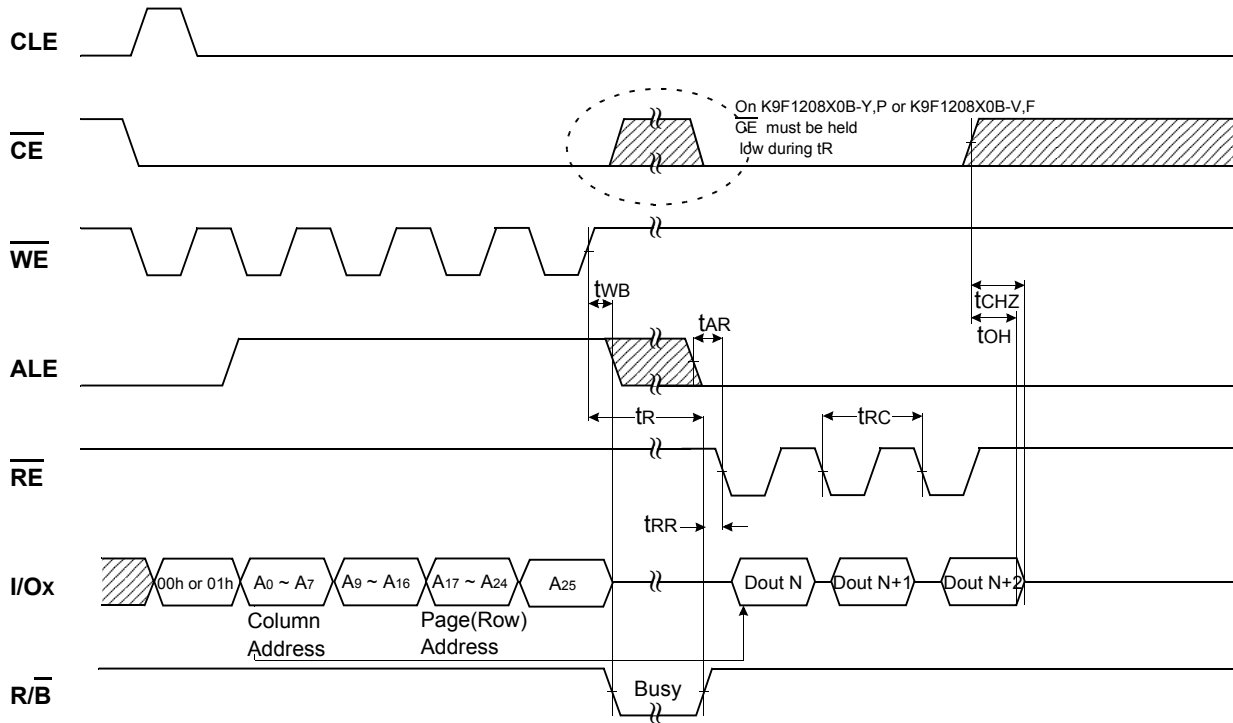 CLE
On K9F1208X0B-Y,P or K9F1208X0B-V,F
CE must be held
low during tR
CE
WE
tWB
tCHZ
tAR
tOH
ALE
tR
tRC
RE
tRR
I/Ox
00h or 01h
A0 ~ A7
A9 ~ A16
A17 ~ A24
A25
Dout N
Dout N+1
Dout N+2
Column
Address
Page(Row)
Address
R/B
Busy